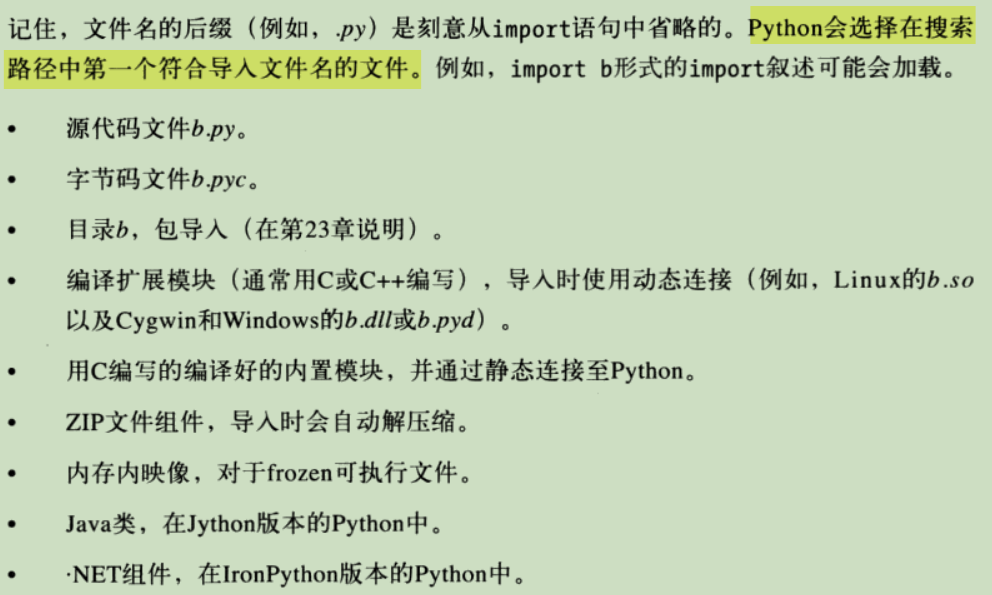 记住，文件名的后缀（例如，.py）是刻意从import语句中省略的。Python会选择在搜索
路径中第一个符合导入文件名的文件。例如，import b形式的import叙述可能会加载。
• 源代码文件b.py。
• 字节码文件b.pyc。
• 目录b，包导入（在第23章说明）。
• 编译扩展模块（通常用C或C++编写），导入时使用动态连接（例如，Linux的b.so
以及Cygwin和Windows的b.dll或b.pyd）。
• 用C编写的编译好的内置模块，并通过静态连接至Python。
• ZIP文件组件，导入时会自动解压缩。
• 内存内映像，对于frozen可执行文件。
• Java类，在Jython版本的Python中。
• ·NET组件，在IronPython版本的Python中。